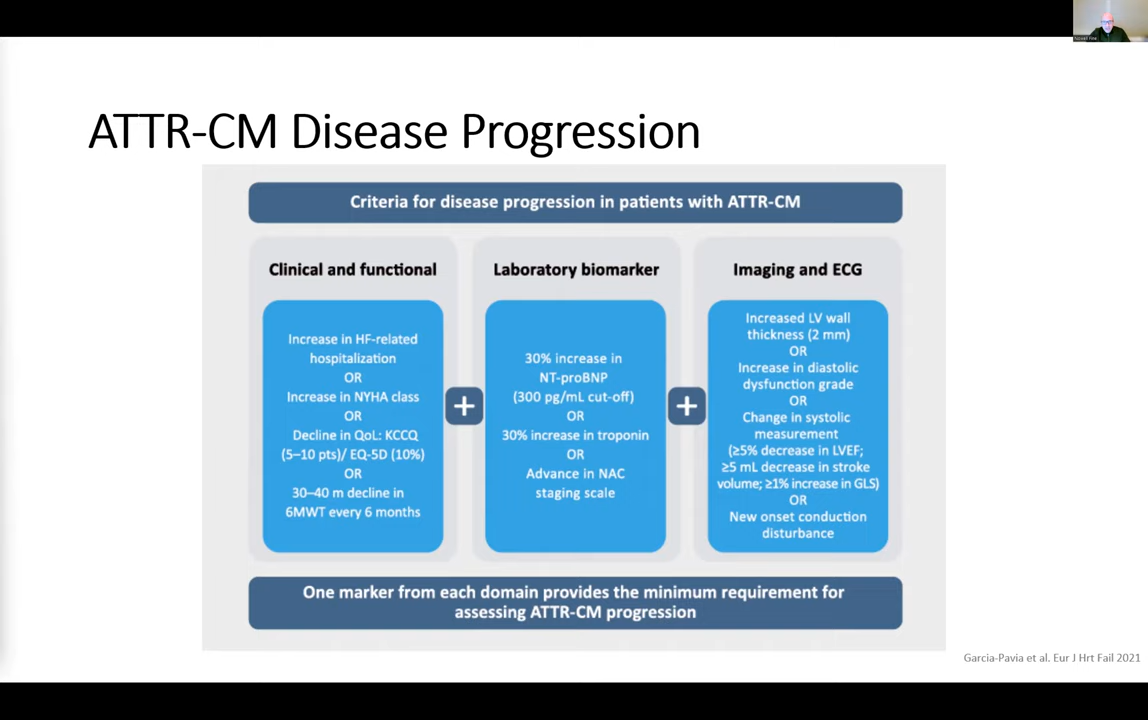 ATTR-CM Disease Progression
Criteria for disease progression in patients with ATTR-CM
Clinical and functional
Increase in HF-related
hospitalization
OR
Increase in NYHA class
OR
Decline in QoL: KCCQ
(5–10 pts)/ EQ-5D (10%)
OR
30–40 m decline in
6MWT every 6 months
+
Laboratory biomarker
30% increase in
NT-proBNP
(300 pg/mL cut-off)
OR
30% increase in troponin
OR
Advance in NAC
staging scale
+
Imaging and ECG
Increased LV wall
thickness (2 mm)
OR
Increase in diastolic
dysfunction grade
OR
Change in systolic
measurement
(≥5% decrease in LVEF;
≥5 mL decrease in stroke
volume; ≥1% increase in GLS)
OR
New onset conduction
disturbance
One marker from each domain provides the minimum requirement for
assessing ATTR-CM progression
Garcia-Pavia et al. Eur J Hrt Fail 2021